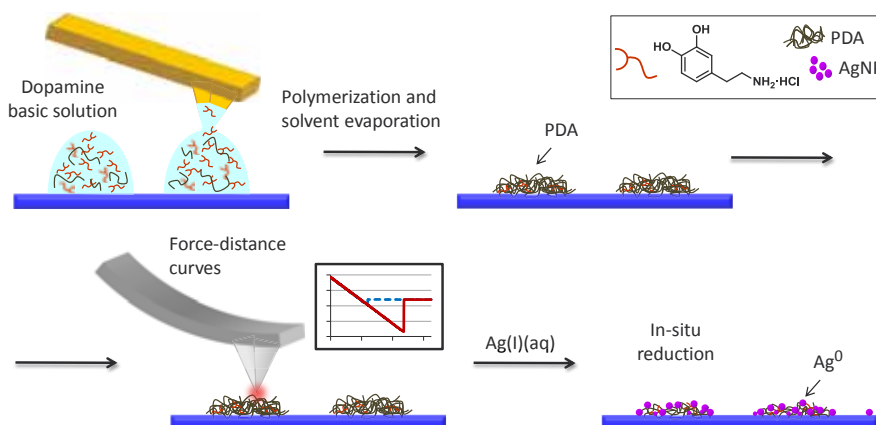 Dopamine
basic solution
Polymerization and
solvent evaporation
PDA
HO
OH
NH2·HCl
PDA
AgNI
Force-distance
curves
Ag(I)(aq)
In-situ
reduction
Ag⁰